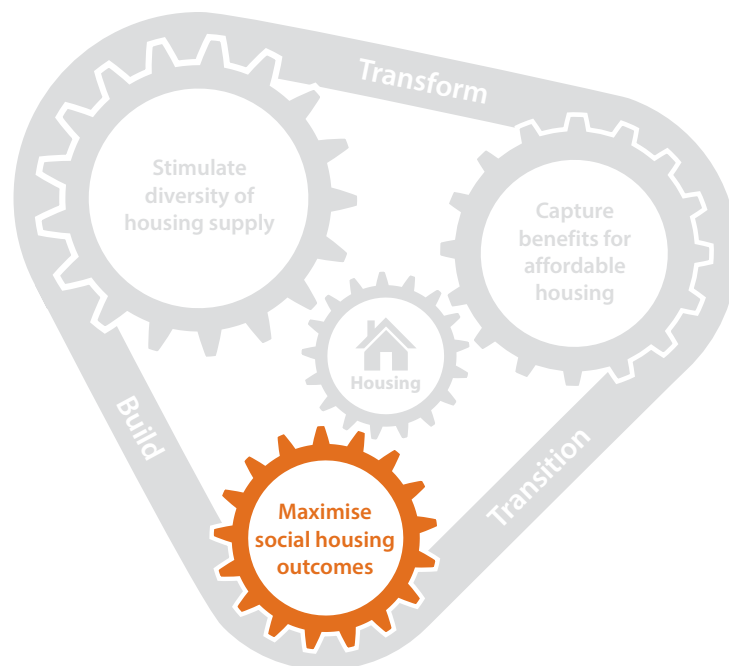 Transform
Stimulate
diversity of
housing supply
Capture
benefits for
affordable
housing
Housing
Build
Transition
Maximise
social housing
outcomes